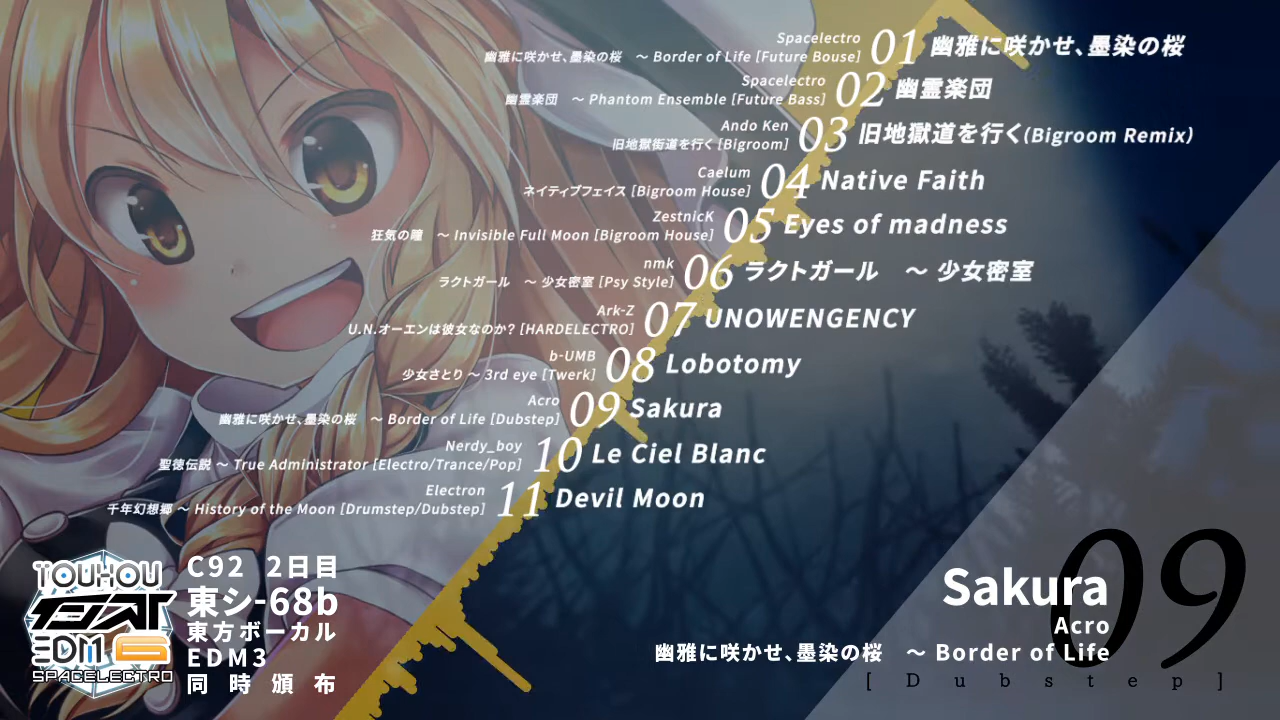 Spacelectro
幽雅に咲かせ、墨染の桜　～ Border of Life [Future Bouse]
01 幽雅に咲かせ、墨染の桜
Spacelectro
幽霊楽団　～ Phantom Ensemble [Future Bass]
02 幽霊楽団
Ando Ken
旧地獄街道を行く [Bigroom]
03 旧地獄道を行く(Bigroom Remix)
Caelum
ネイティブフェイス [Bigroom House]
04 Native Faith
ZestnicK
狂気の瞳　～ Invisible Full Moon [Bigroom House]
05 Eyes of madness
nmk
ラクトガール　～ 少女密室 [Psy Style]
06 ラクトガール　～ 少女密室
Ark-Z
U.N.オーエンは彼女なのか? [HARDELECTRO]
07 UNOWENGENCY
b-UMB
少女さとり ～ 3rd eye [Twerk]
08 Lobotomy
Acro
幽雅に咲かせ、墨染の桜　～ Border of Life [Dubstep]
09 Sakura
Nerdy_boy
聖徳伝説 ～ True Administrator [Electro/Trance/Pop]
10 Le Ciel Blanc
Electron
千年幻想郷 ～ History of the Moon [Drumstep/Dubstep]
11 Devil Moon
TOUHOU
EDM 6
SPACELECTRO
C92 2日目
東シ-68b
東方ボーカル
EDM3
同時頒布
09
Sakura
Acro
幽雅に咲かせ、墨染の桜　～ Border of Life
[Dubstep]